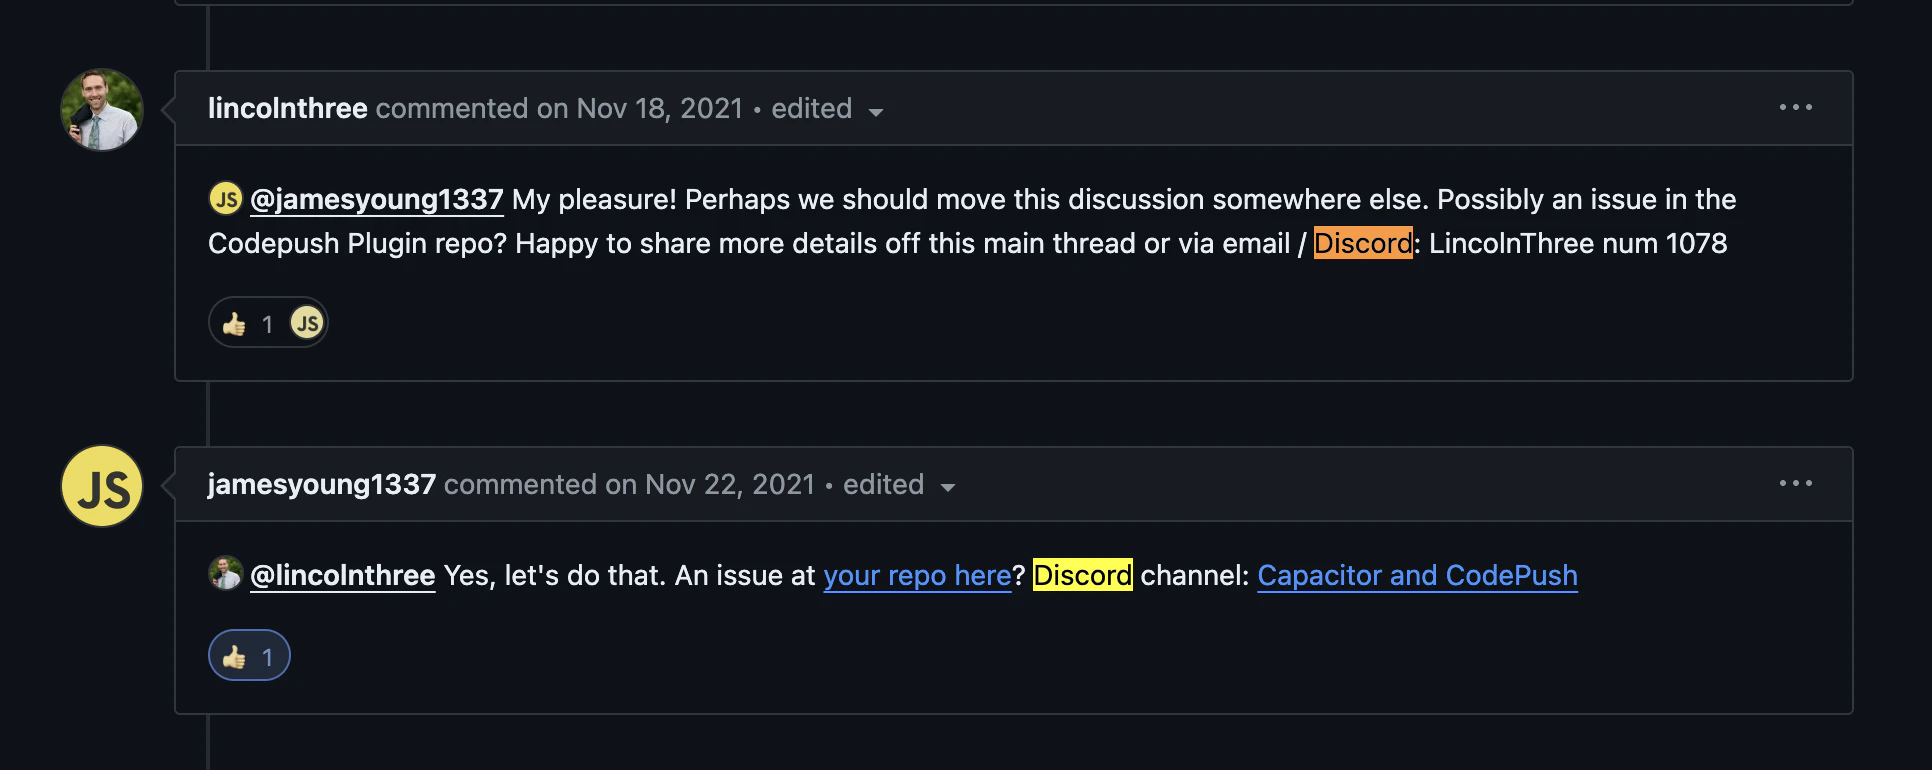 lincolnthree commented on Nov 18, 2021 • edited
JS @jamesyoung1337 My pleasure! Perhaps we should move this discussion somewhere else. Possibly an issue in the
Codepush Plugin repo? Happy to share more details off this main thread or via email / Discord: LincolnThree num 1078
👍 1 JS
JS
jamesyoung1337 commented on Nov 22, 2021 • edited
@lincolnthree Yes, let's do that. An issue at your repo here? Discord channel: Capacitor and CodePush
👍 1